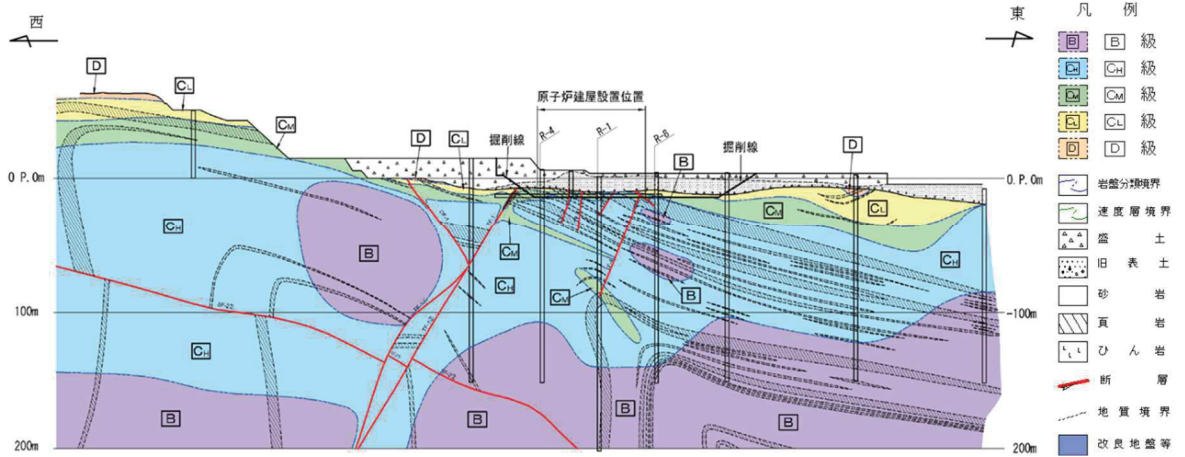 西
東
D
CL
CM
原子炉建屋設置位置
R-4
R-1
R-8
掘削線
D
CL
掘削線
B
D
0 P.0m
0 P.0m
CH
B
CM
CH
CM
B
CM
CL
CH
100m
-100m
CH
B
B
B
B
200m
200m
凡 例
B B 級
CH CH 級
CM CM 級
CL CL 級
D D 級
岩盤分類境界
速度層境界
盛 土
旧 表 土
砂 岩
頁 岩
ひ ん 岩
断 層
地 質 境 界
改 良 地 盤 等